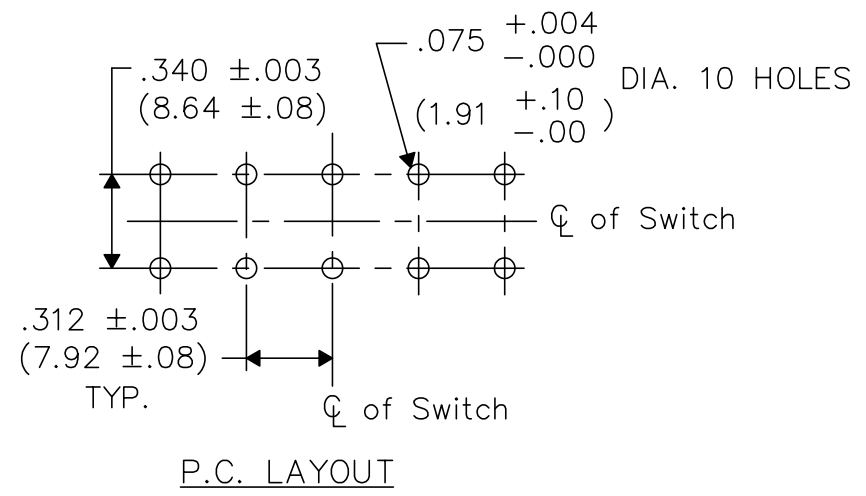 .340 ±.003
(8.64 ±.08)
.075 +.004 -.000
(1.91 +.10 -.00 )
DIA. 10 HOLES
℄ of Switch
.312 ±.003
(7.92 ±.08)
TYP.
℄ of Switch
P.C. LAYOUT